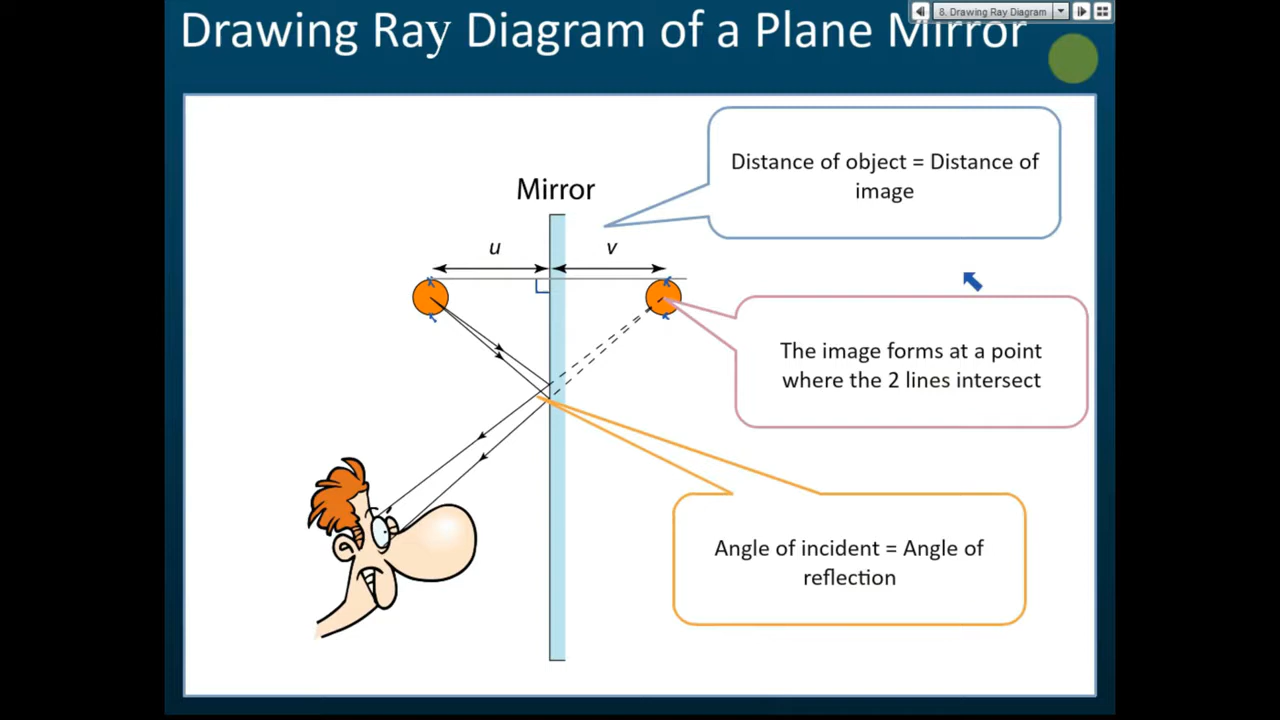 8. Drawing Ray Diagram
Drawing Ray Diagram of a Plane Mirror
Distance of object = Distance of
image
Mirror
u
v
The image forms at a point
where the 2 lines intersect
Angle of incident = Angle of
reflection